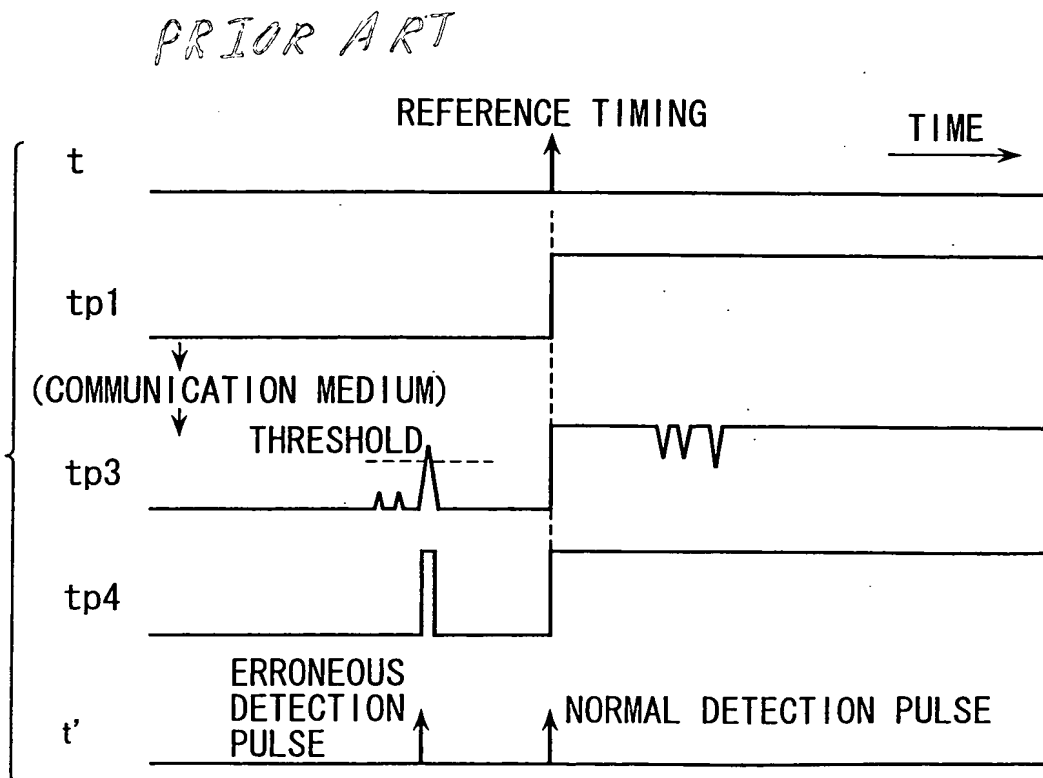 PRIOR ART
REFERENCE TIMING
TIME
t
tp1
(COMMUNICATION MEDIUM)
THRESHOLD
tp3
tp4
ERRONEOUS
DETECTION
PULSE
NORMAL DETECTION PULSE
t'